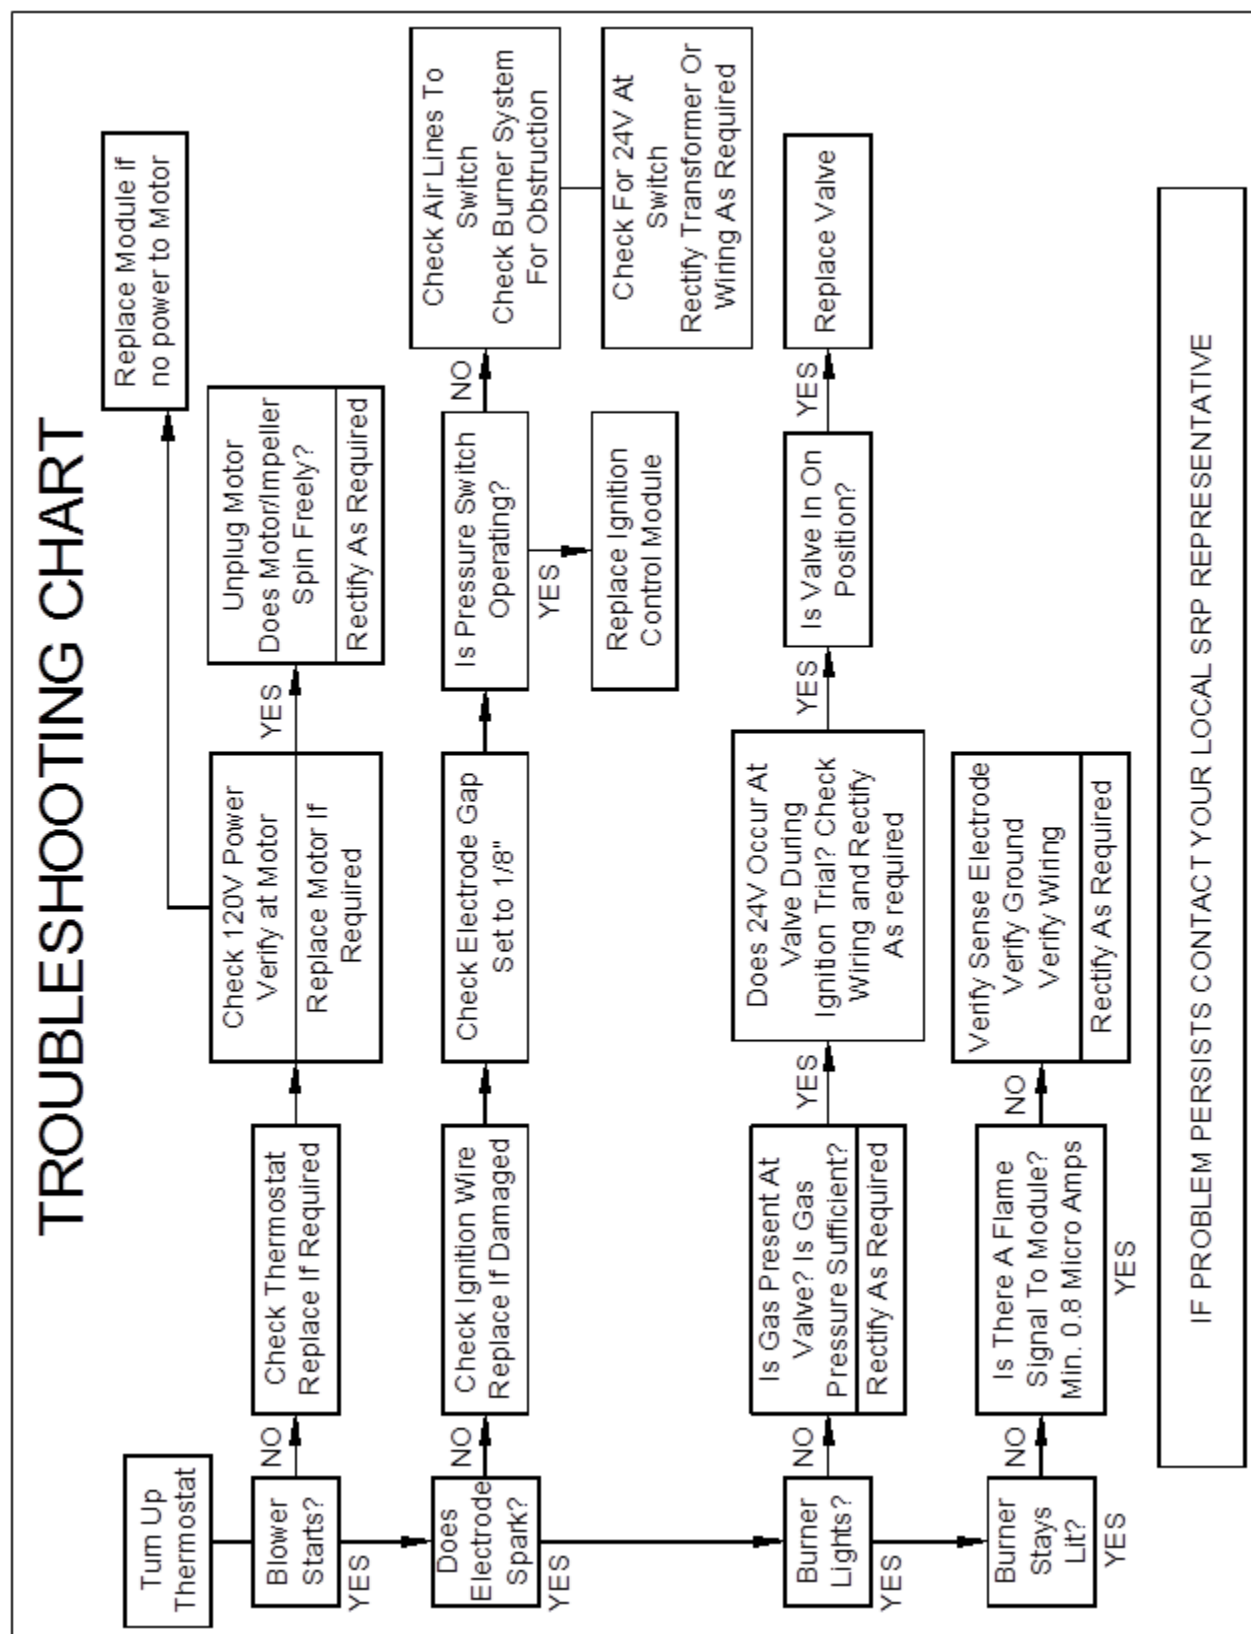 TROUBLESHOOTING CHART
Turn Up
Thermostat
Blower
Starts?
NO
Check Thermostat
Replace If Required
Check 120V Power
Verify at Motor
Replace Motor If
Required
YES
Unplug Motor
Does Motor/Impeller
Spin Freely?
Rectify As Required
Replace Module if
no power to Motor
YES
Does
Electrode
Spark?
NO
Check Ignition Wire
Replace If Damaged
Check Electrode Gap
Set to 1/8"
Is Pressure Switch
Operating?
NO
Check Air Lines To
Switch
Check Burner System
For Obstruction
YES
Replace Ignition
Control Module
Check For 24V At
Switch
Rectify Transformer Or
Wiring As Required
YES
Burner
Lights?
NO
Is Gas Present At
Valve? Is Gas
Pressure Sufficient?
Rectify As Required
YES
Does 24V Occur At
Valve During
Ignition Trial? Check
Wiring and Rectify
As required
YES
Is Valve In On
Position?
YES
Replace Valve
YES
Burner
Stays
Lit?
NO
Is There A Flame
Signal To Module?
Min. 0.8 Micro Amps
NO
Verify Sense Electrode
Verify Ground
Verify Wiring
Rectify As Required
YES
YES
IF PROBLEM PERSISTS CONTACT YOUR LOCAL SRP REPRESENTATIVE